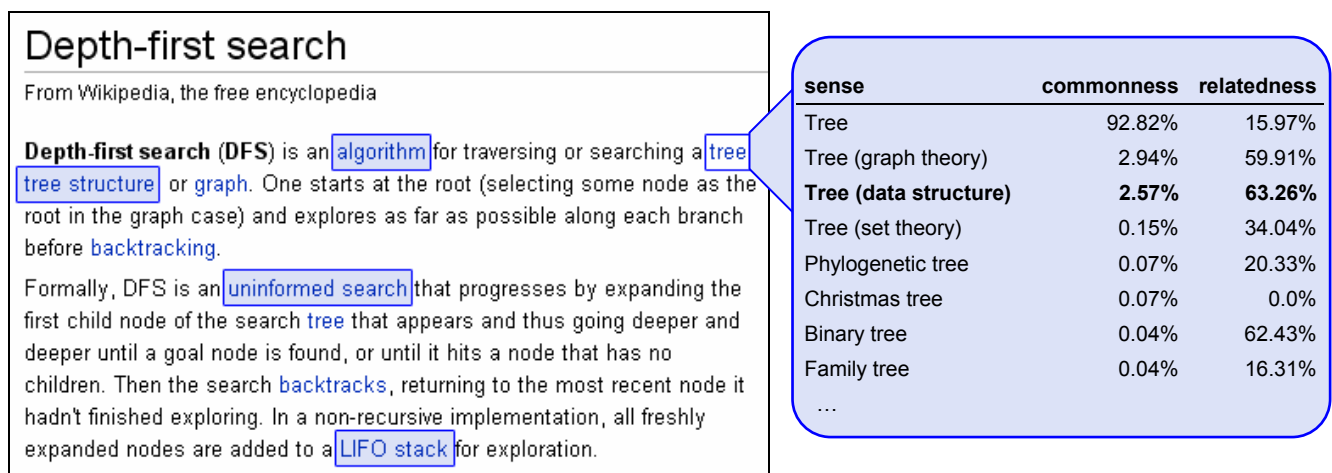 Depth-first search
From Wikipedia, the free encyclopedia
Depth-first search (DFS) is an algorithm for traversing or searching a tree
tree structure or graph. One starts at the root (selecting some node as the
root in the graph case) and explores as far as possible along each branch
before backtracking.
Formally, DFS is an uninformed search that progresses by expanding the
first child node of the search tree that appears and thus going deeper and
deeper until a goal node is found, or until it hits a node that has no
children. Then the search backtracks, returning to the most recent node it
hadn't finished exploring. In a non-recursive implementation, all freshly
expanded nodes are added to a LIFO stack for exploration.
sense commonness relatedness
Tree 92.82% 15.97%
Tree (graph theory) 2.94% 59.91%
Tree (data structure) 2.57% 63.26%
Tree (set theory) 0.15% 34.04%
Phylogenetic tree 0.07% 20.33%
Christmas tree 0.07% 0.0%
Binary tree 0.04% 62.43%
Family tree 0.04% 16.31%
…